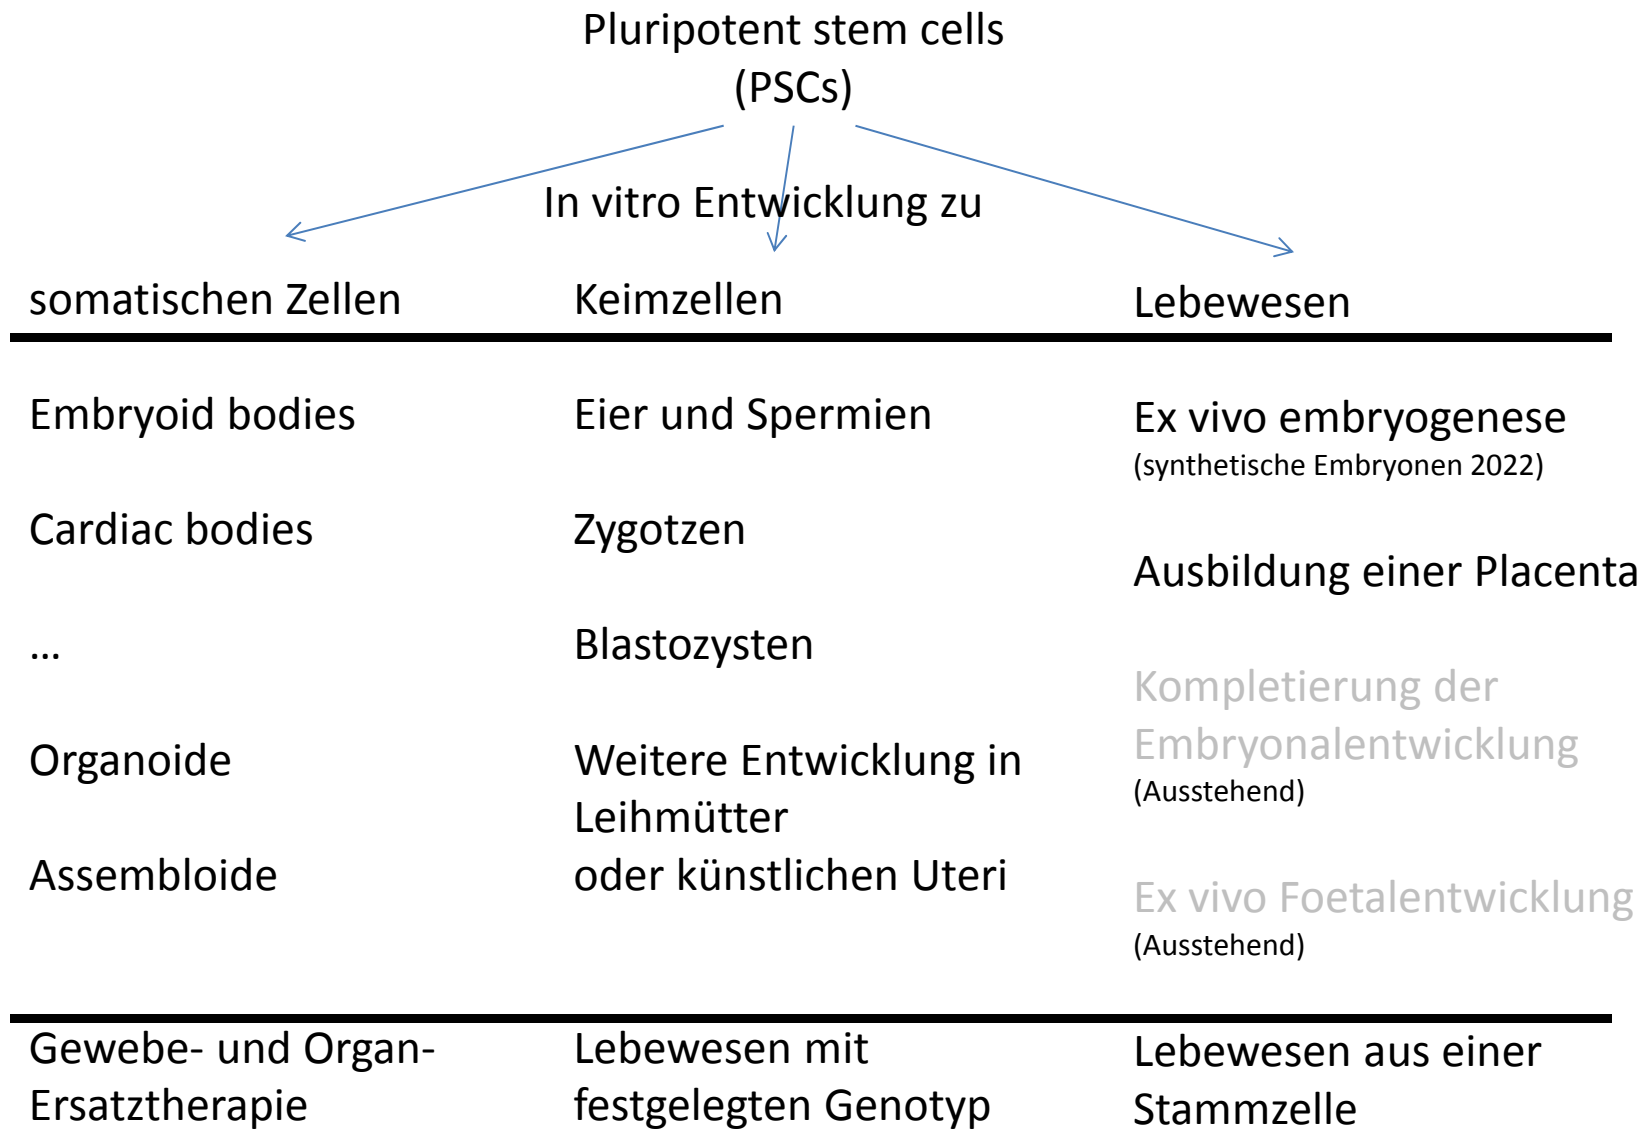 Pluripotent stem cells
(PSCs)
In vitro Entwicklung zu
somatischen Zellen
Keimzellen
Lebewesen
Embryoid bodies
Cardiac bodies
...
Organoide
Assembloide
Eier und Spermien
Zygotzen
Blastozysten
Weitere Entwicklung in
Leihmütter
oder künstlichen Uteri
Ex vivo embryogenese
(synthetische Embryonen 2022)
Ausbildung einer Placenta
Kompletierung der
Embryonalentwicklung
(Ausstehend)
Ex vivo Foetalentwicklung
(Ausstehend)
Gewebe- und Organ-
Ersatztherapie
Lebewesen mit
festgelegten Genotyp
Lebewesen aus einer
Stammzelle